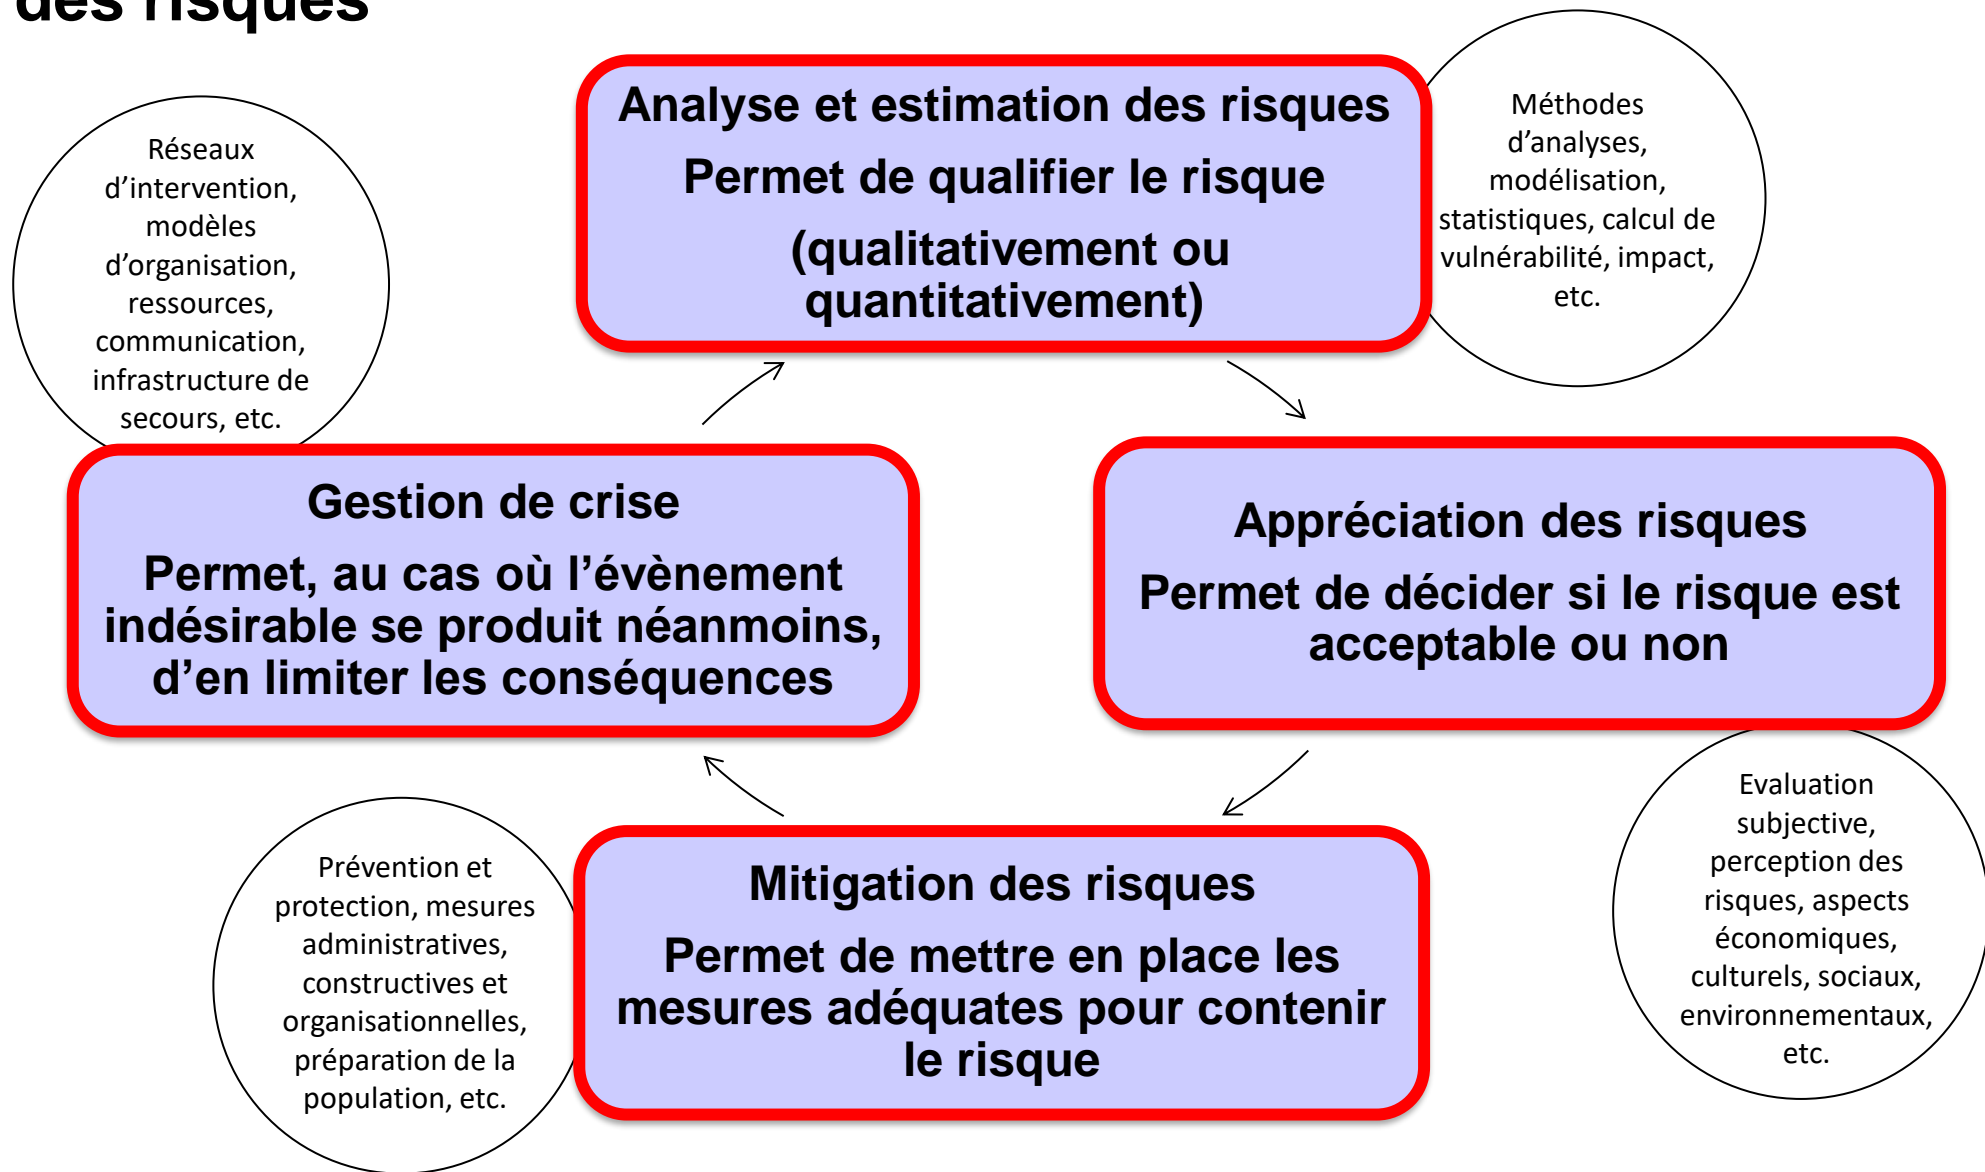 des risques
Analyse et estimation des risques
Permet de qualifier le risque
(qualitativement ou
quantitativement)
Méthodes
d’analyses,
modélisation,
statistiques, calcul de
vulnérabilité, impact,
etc.
Réseaux
d’intervention,
modèles
d’organisation,
ressources,
communication,
infrastructure de
secours, etc.
Gestion de crise
Permet, au cas où l’évènement
indésirable se produit néanmoins,
d’en limiter les conséquences
Appréciation des risques
Permet de décider si le risque est
acceptable ou non
Evaluation
subjective,
perception des
risques, aspects
économiques,
culturels, sociaux,
environnementaux,
etc.
Prévention et
protection, mesures
administratives,
constructives et
organisationnelles,
préparation de la
population, etc.
Mitigation des risques
Permet de mettre en place les
mesures adéquates pour contenir
le risque